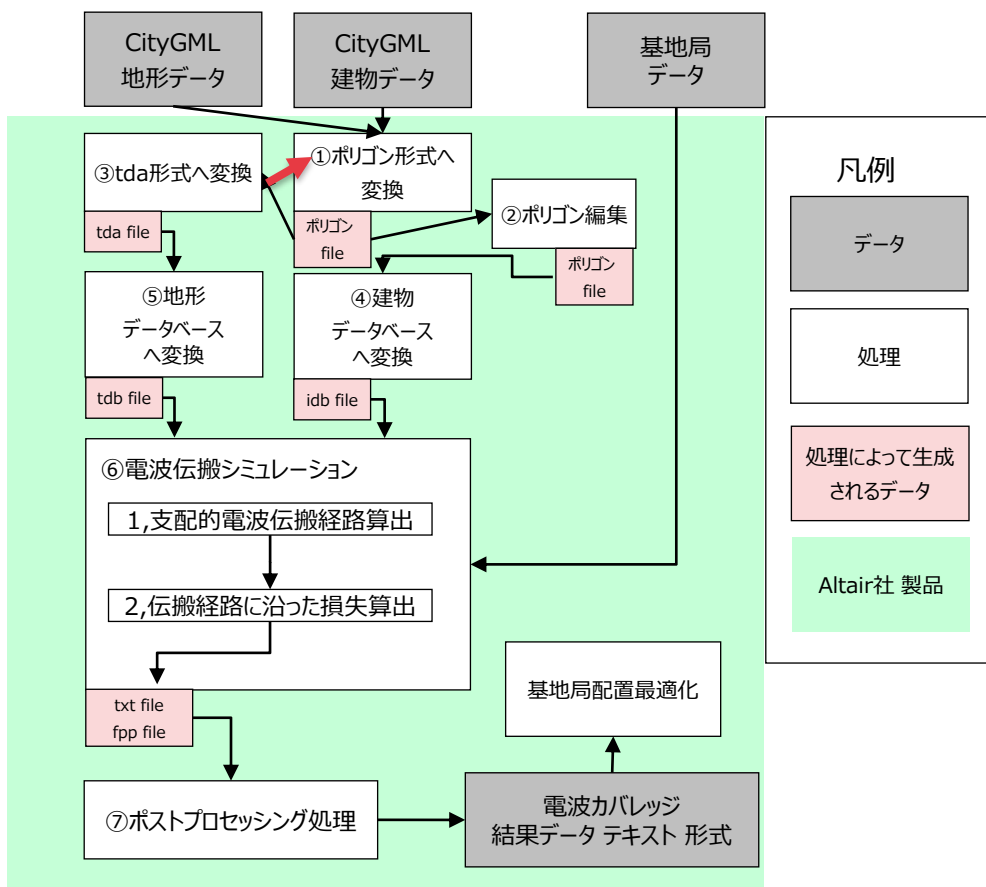 CityGML
地形データ
CityGML
建物データ
基地局
データ
③tda形式へ変換
①ポリゴン形式へ
変換
②ポリゴン編集
tda file
ポリゴン
file
ポリゴン
file
⑤地形
データベース
へ変換
④建物
データベース
へ変換
tdb file
idb file
⑥電波伝搬シミュレーション
1,支配的電波伝搬経路算出
2,伝搬経路に沿った損失算出
txt file
fpp file
基地局配置最適化
⑦ポストプロセッシング処理
電波カバレッジ
結果データ テキスト 形式
凡例
データ
処理
処理によって生成
されるデータ
Altair社 製品